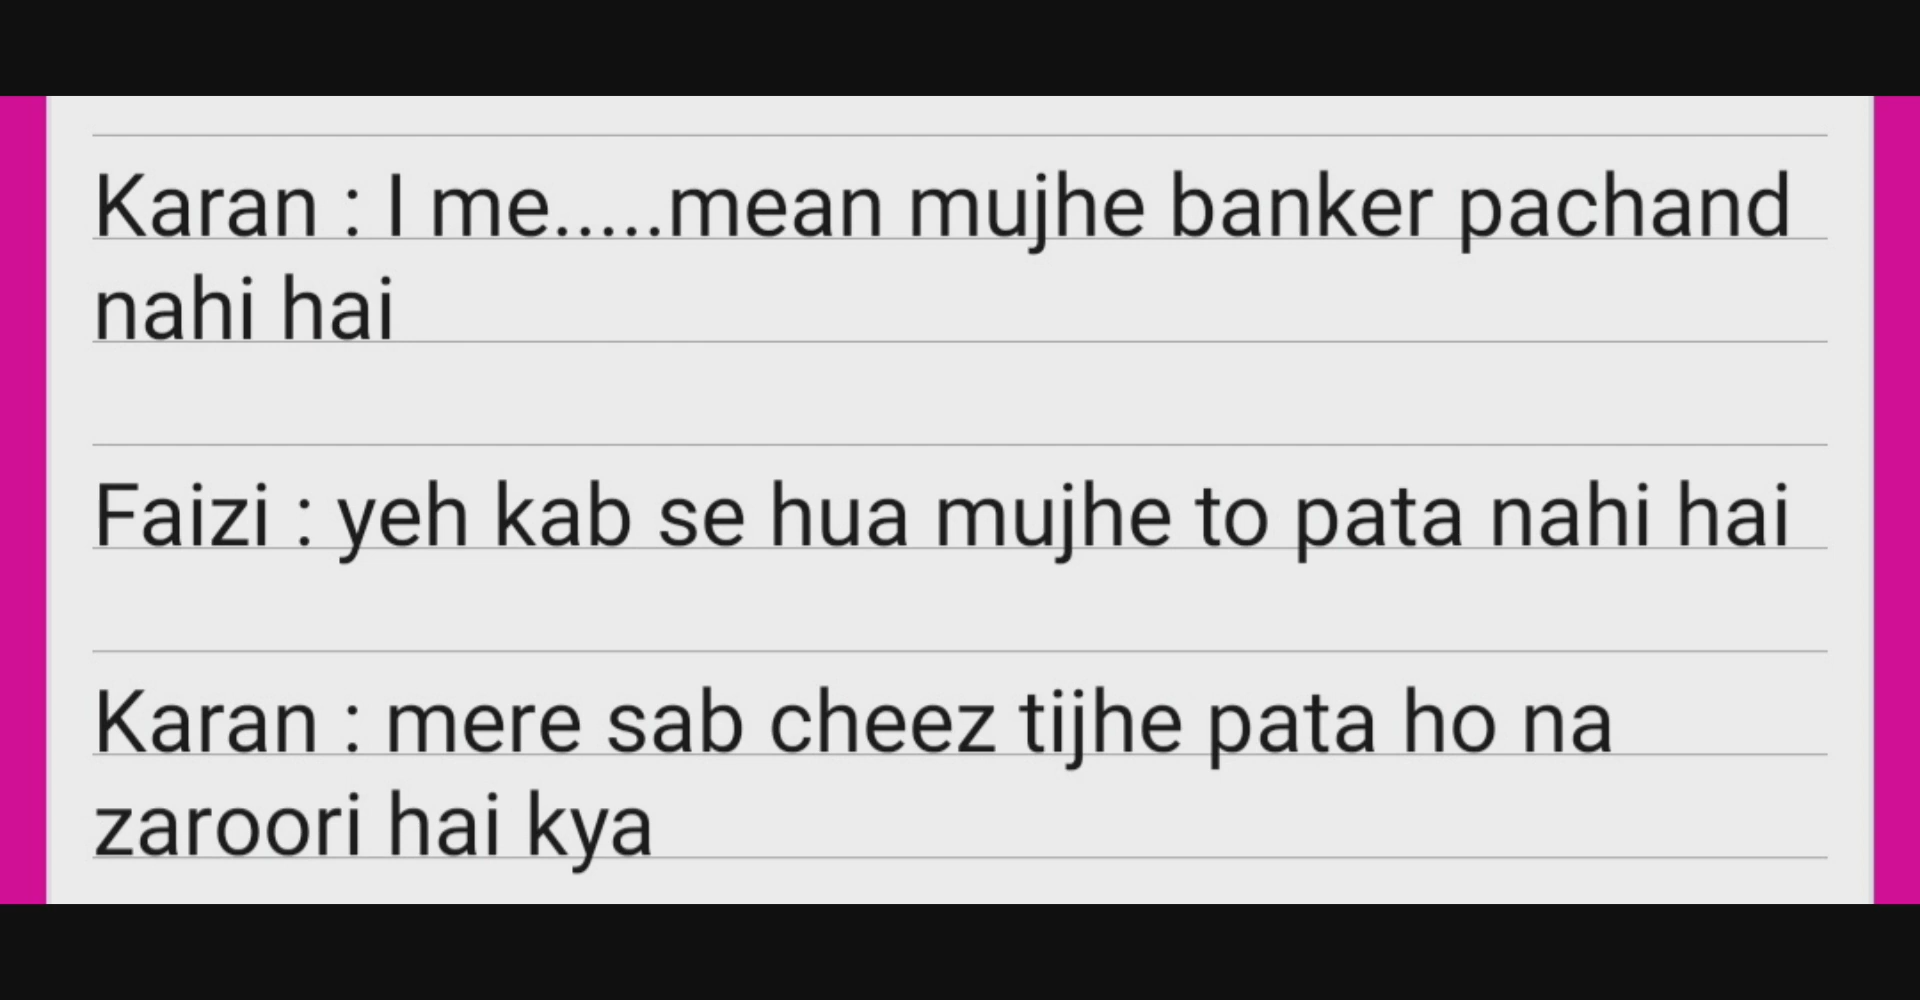 Karan : I me.....mean mujhe banker pachand
nahi hai
Faizi : yeh kab se hua mujhe to pata nahi hai
Karan : mere sab cheez tijhe pata ho na
zaroori hai kya